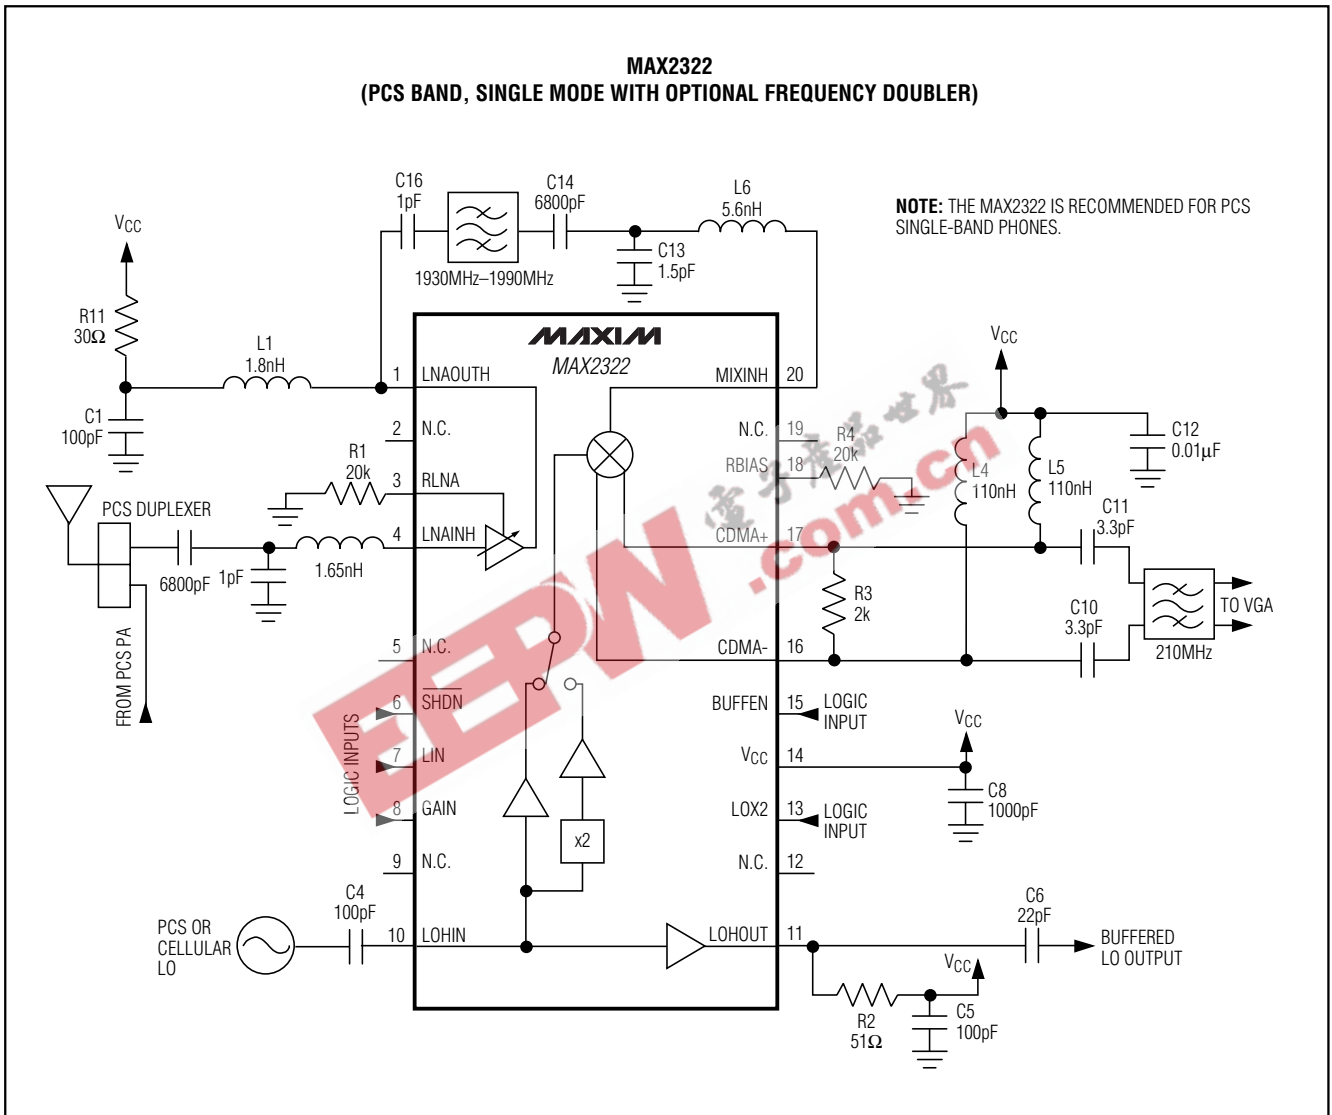 MAX2322
(PCS BAND, SINGLE MODE WITH OPTIONAL FREQUENCY DOUBLER)
NOTE: THE MAX2322 IS RECOMMENDED FOR PCS
SINGLE-BAND PHONES.
C16
1pF
C14
6800pF
L6
5.6nH
C13
1.5pF
1930MHz–1990MHz
VCC
R11
30Ω
L1
1.8nH
C1
100pF
MAXIM
MAX2322
1 LNAOUTH
2 N.C.
R1
20k
3 RLNA
4 LNAINH
PCS DUPLEXER
6800pF
1pF
1.65nH
FROM PCS PA
5 N.C.
6 SHDN
7 LIN
8 GAIN
LOGIC INPUTS
9 N.C.
10 LOHIN
C4
100pF
PCS OR
CELLULAR
LO
x2
MIXINH 20
N.C. 19
RBIAS 18
R4
20k
CDMA+ 17
CDMA- 16
BUFFEN 15
LOGIC
INPUT
VCC 14
LOX2 13
LOGIC
INPUT
N.C. 12
LOHOUT 11
VCC
L4
110nH
L5
110nH
C12
0.01µF
C11
3.3pF
R3
2k
C10
3.3pF
TO VGA
210MHz
VCC
C8
1000pF
C6
22pF
BUFFERED
LO OUTPUT
VCC
R2
51Ω
C5
100pF
EEPW
.com.cn
電子産品世界